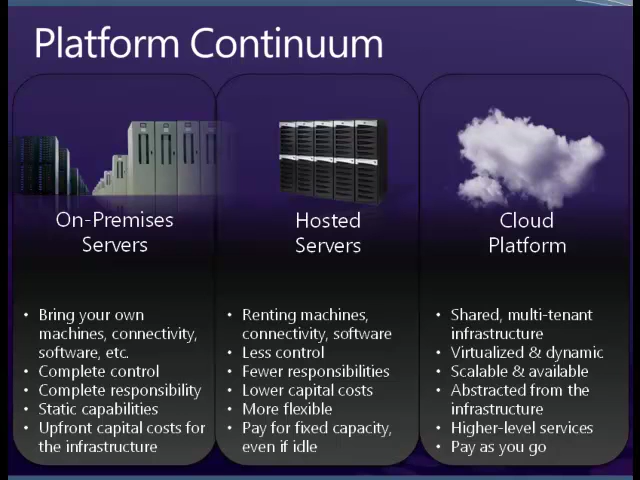 Platform Continuum
On-Premises
Servers
• Bring your own
machines, connectivity,
software, etc.
• Complete control
• Complete responsibility
• Static capabilities
• Upfront capital costs for
the infrastructure
Hosted
Servers
• Renting machines,
connectivity, software
• Less control
• Fewer responsibilities
• Lower capital costs
• More flexible
• Pay for fixed capacity,
even if idle
Cloud
Platform
• Shared, multi-tenant
infrastructure
• Virtualized & dynamic
• Scalable & available
• Abstracted from the
infrastructure
• Higher-level services
• Pay as you go